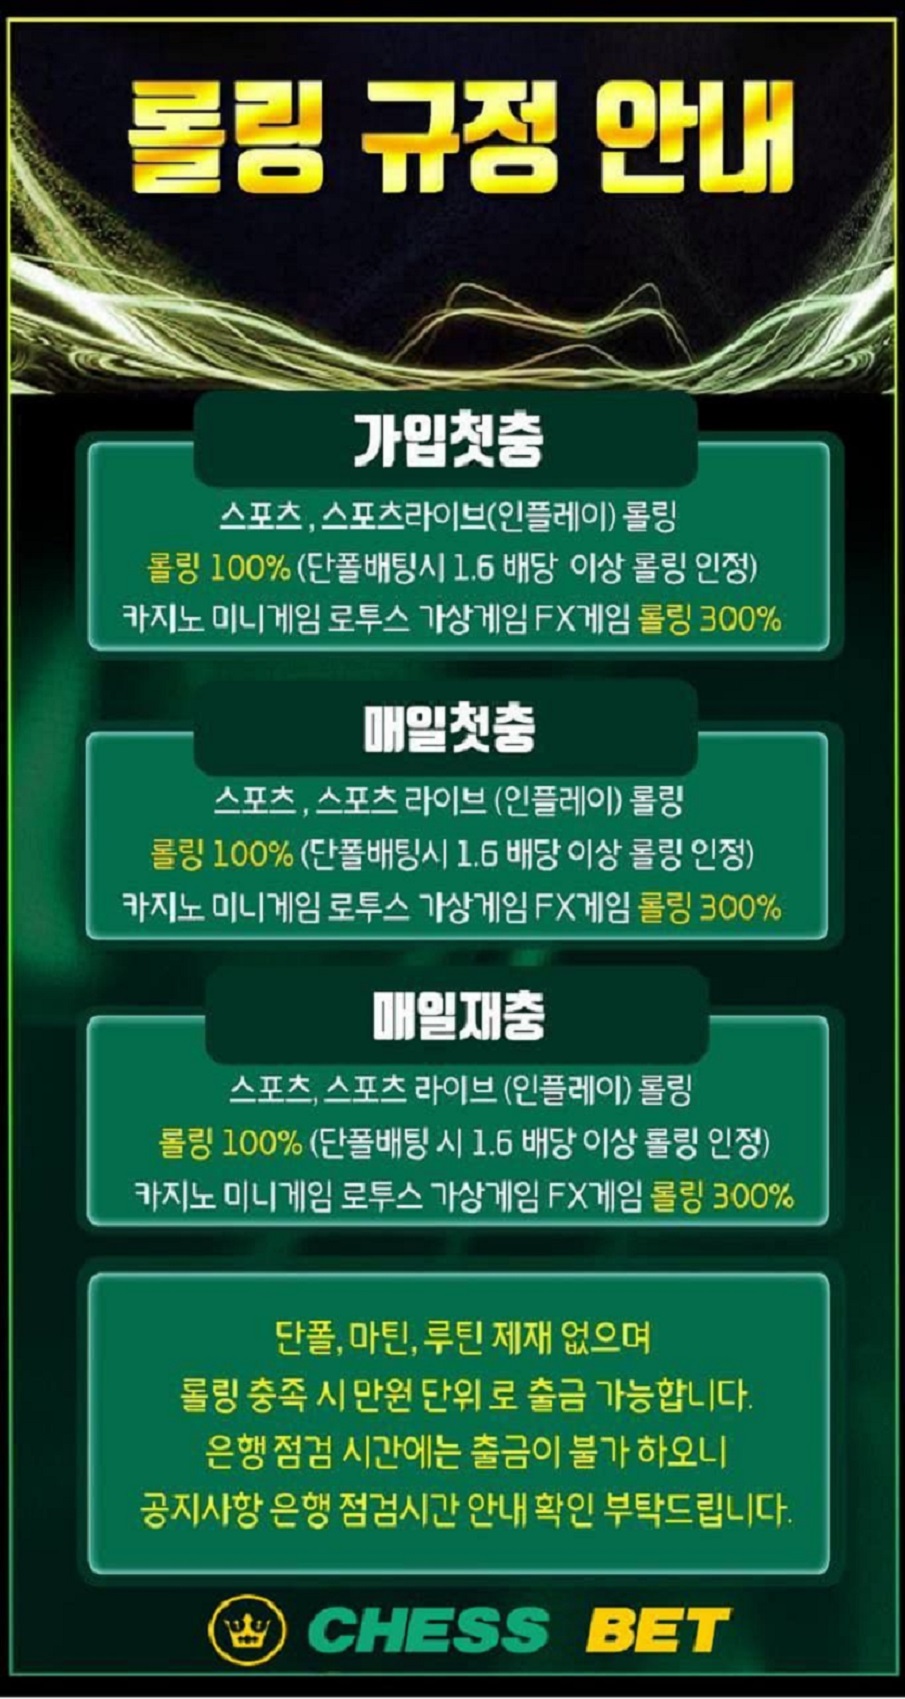 롤링 규정 안내
가입첫충
스포츠, 스포츠라이브(인플레이) 롤링
롤링 100% (단폴배팅시 1.6 배당 이상 롤링 인정)
카지노 미니게임 로투스 가상게임 FX게임 롤링 300%
매일첫충
스포츠, 스포츠 라이브 (인플레이) 롤링
롤링 100% (단폴배팅시 1.6 배당 이상 롤링 인정)
카지노 미니게임 로투스 가상게임 FX게임 롤링 300%
매일재충
스포츠, 스포츠 라이브 (인플레이) 롤링
롤링 100% (단폴배팅 시 1.6 배당 이상 롤링 인정)
카지노 미니게임 로투스 가상게임 FX게임 롤링 300%
단폴, 마틴, 루틴 제재 없으며
롤링 충족 시 만원 단위 로 출금 가능합니다.
은행 점검 시간에는 출금이 불가 하오니
공지사항 은행 점검시간 안내 확인 부탁드립니다.
CHESS BET